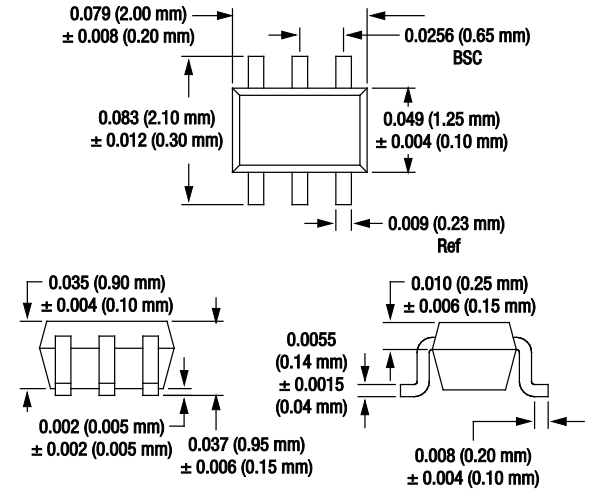 0.079 (2.00 mm)
± 0.008 (0.20 mm)
0.0256 (0.65 mm)
BSC
0.083 (2.10 mm)
± 0.012 (0.30 mm)
0.049 (1.25 mm)
± 0.004 (0.10 mm)
0.009 (0.23 mm)
Ref
0.035 (0.90 mm)
± 0.004 (0.10 mm)
0.010 (0.25 mm)
± 0.006 (0.15 mm)
0.0055
(0.14 mm)
± 0.0015
(0.04 mm)
0.002 (0.005 mm)
± 0.002 (0.005 mm)
0.037 (0.95 mm)
± 0.006 (0.15 mm)
0.008 (0.20 mm)
± 0.004 (0.10 mm)